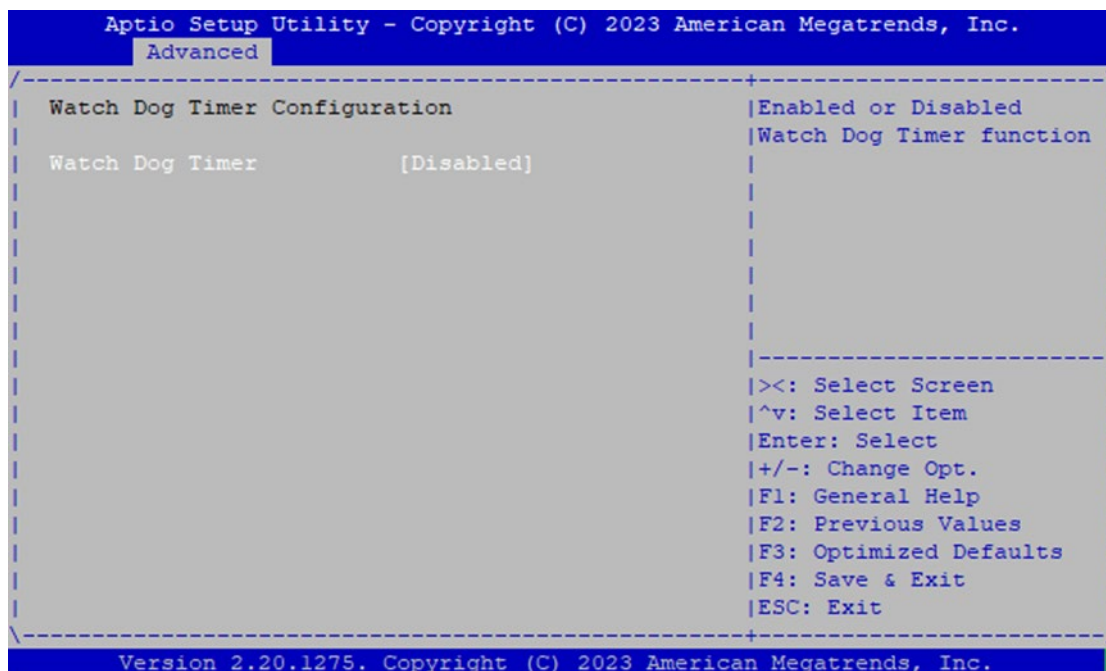 Aptio Setup Utility - Copyright (C) 2023 American Megatrends, Inc.
Advanced
Watch Dog Timer Configuration
Watch Dog Timer [Disabled]
Enabled or Disabled
Watch Dog Timer function
><: Select Screen
^v: Select Item
Enter: Select
+/-: Change Opt.
F1: General Help
F2: Previous Values
F3: Optimized Defaults
F4: Save & Exit
ESC: Exit
Version 2.20.1275. Copyright (C) 2023 American Megatrends, Inc.